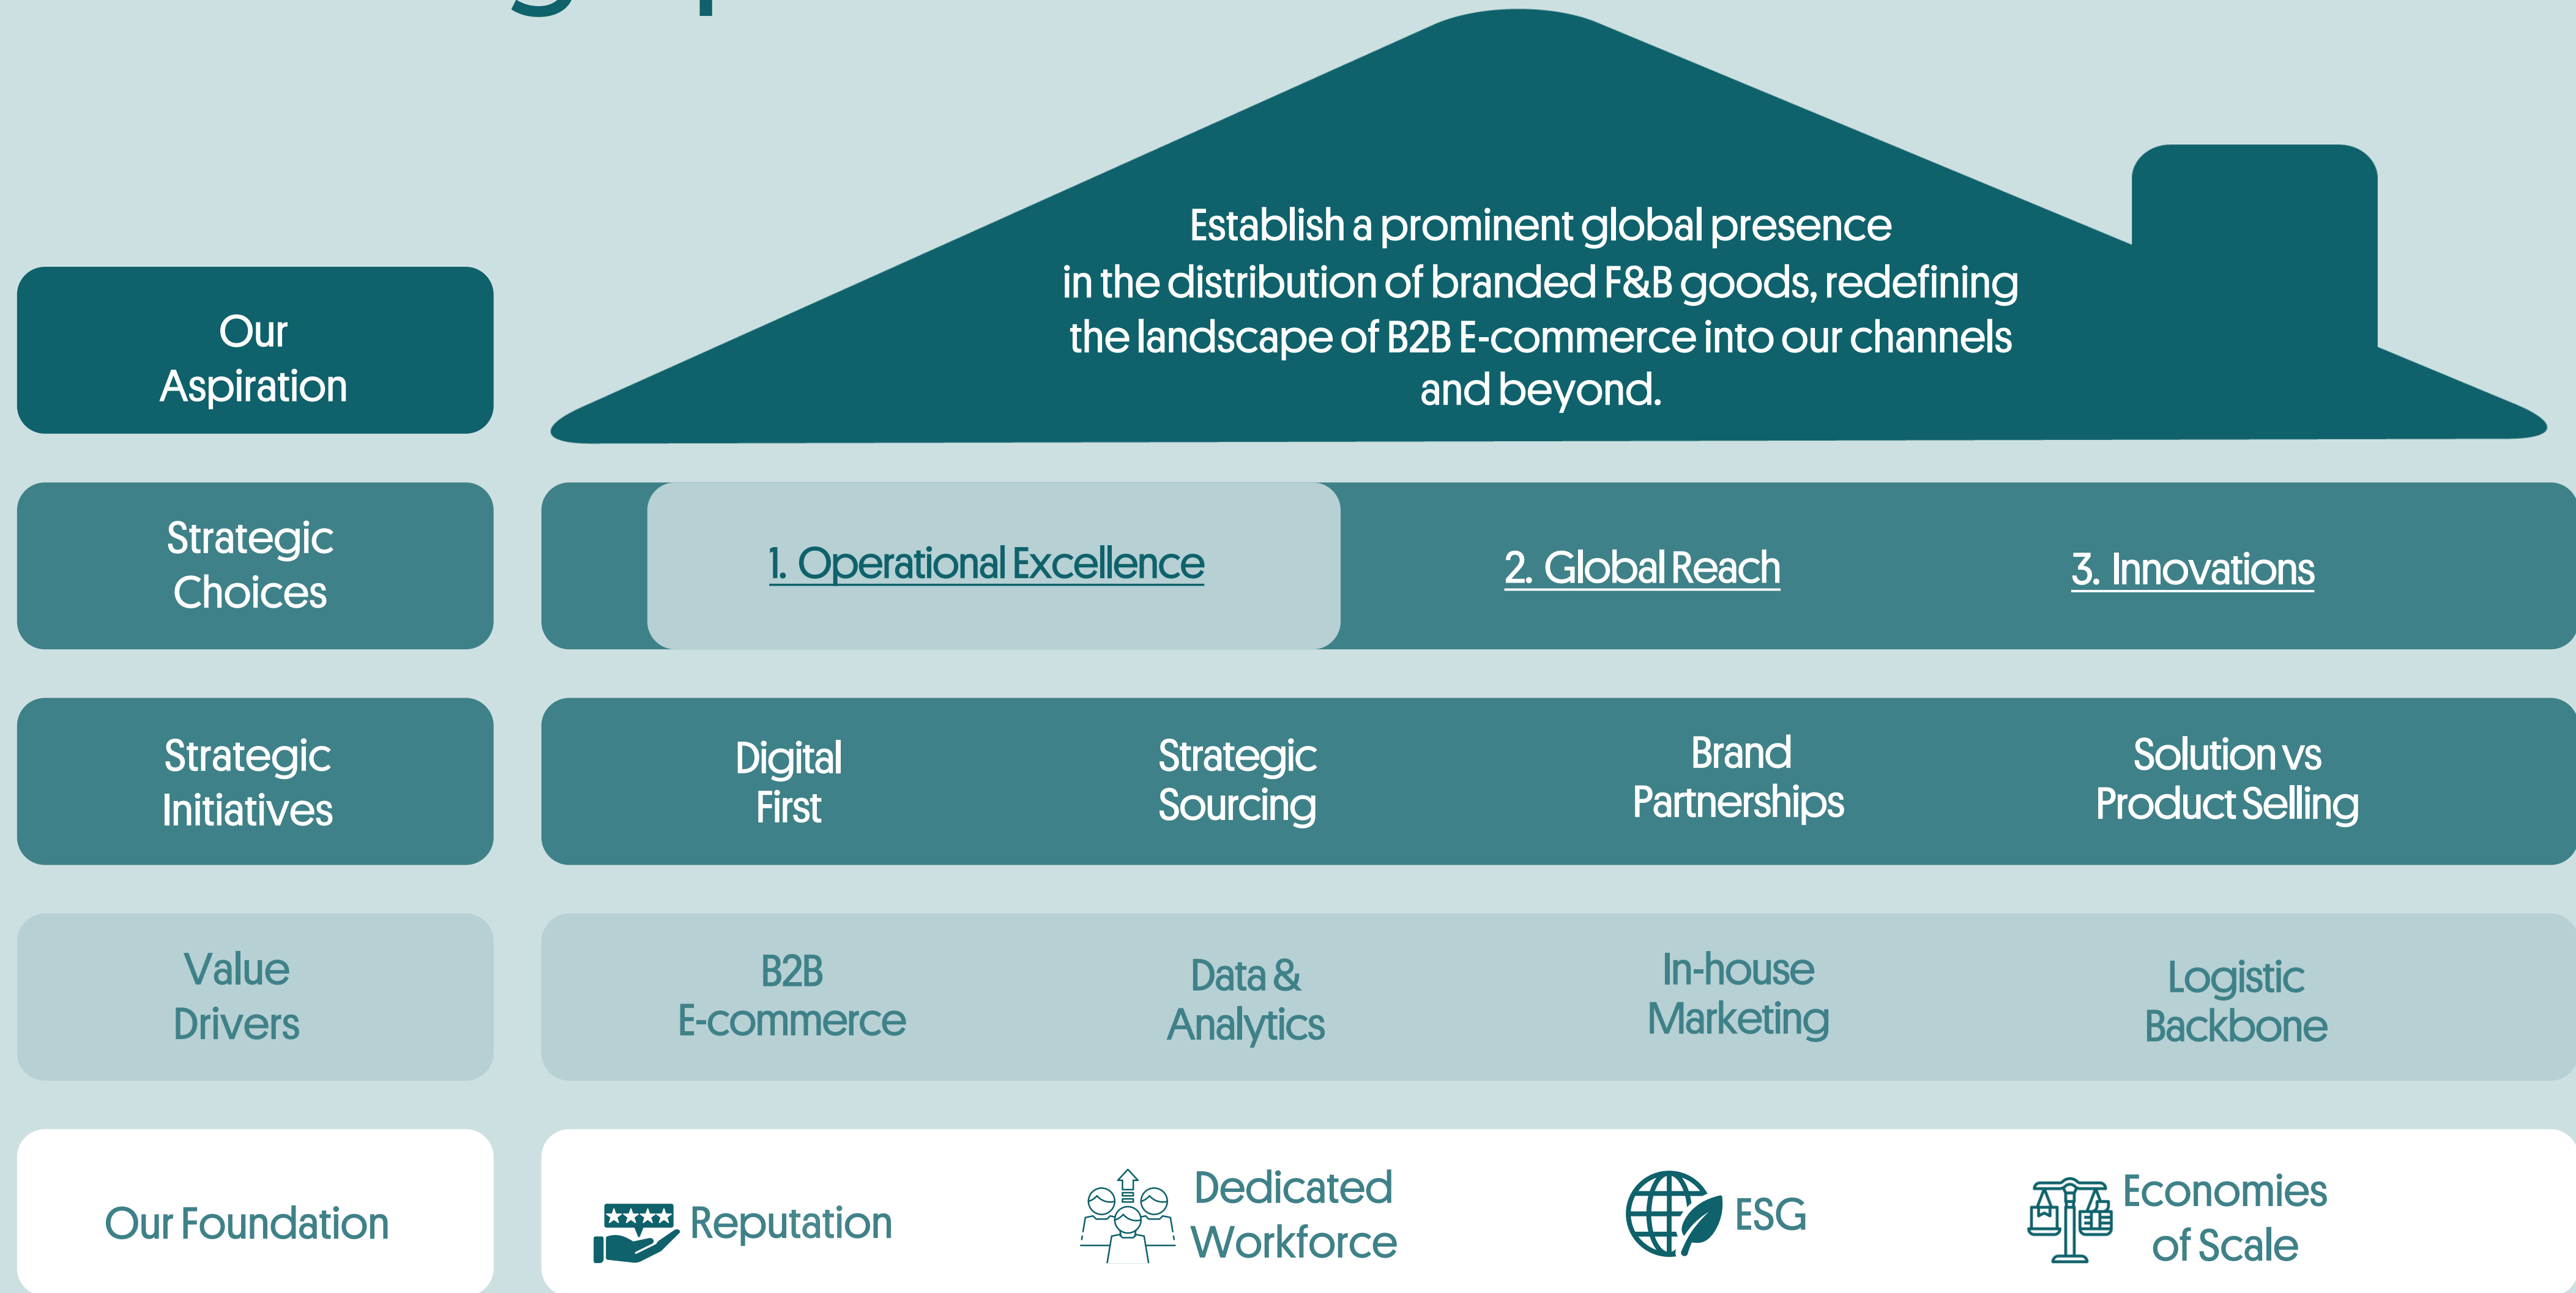 Establish a prominent global presence
in the distribution of branded F&B goods, redefining
the landscape of B2B E-commerce into our channels
and beyond.
Our
Aspiration
Strategic
Choices
1. Operational Excellence
2. Global Reach
3. Innovations
Strategic
Initiatives
Digital
First
Strategic
Sourcing
Brand
Partnerships
Solution vs
Product Selling
Value
Drivers
B2B
E-commerce
Data &
Analytics
In-house
Marketing
Logistic
Backbone
Our Foundation
Reputation
Dedicated
Workforce
ESG
Economies
of Scale